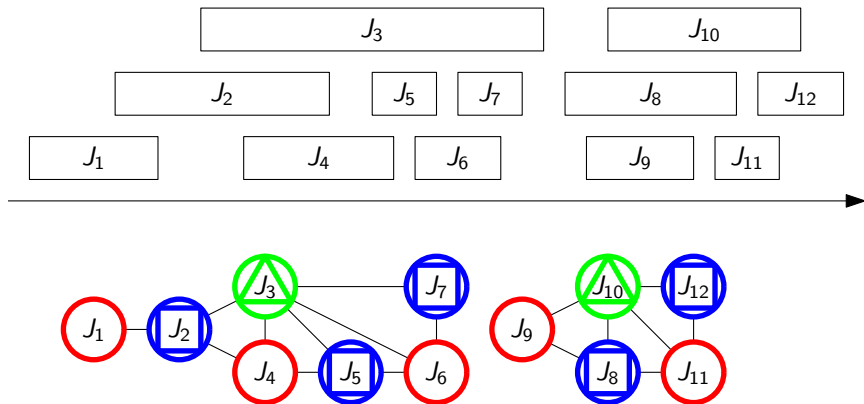 J₃ J₁₀
J₂ J₅ J₇ J₈ J₁₂
J₁ J₄ J₆ J₉ J₁₁
J₃ J₇ J₁₀ J₁₂
J₁ J₂ J₉
J₄ J₅ J₆ J₈ J₁₁